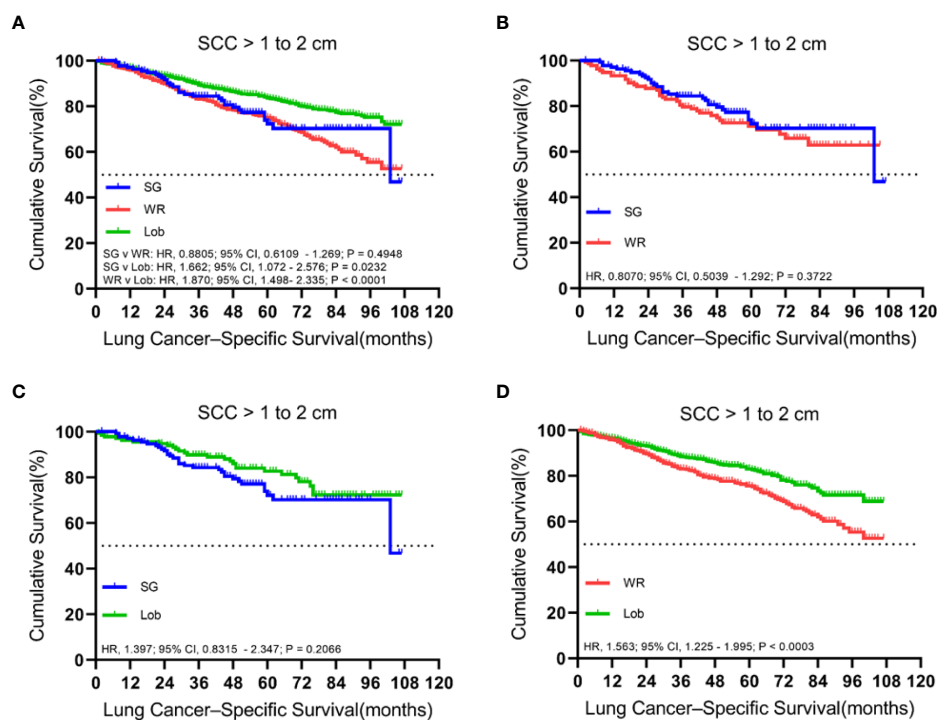 A
SCC > 1 to 2 cm
Cumulative Survival(%)
100
80
60
40
20
0
SG
WR
Lob
SG v WR: HR, 0.8805; 95% CI, 0.6109 - 1.269; P = 0.4948
SG v Lob: HR, 1.662; 95% CI, 1.072 - 2.576; P = 0.0232
WR v Lob: HR, 1.870; 95% CI, 1.498- 2.335; P < 0.0001
0 12 24 36 48 60 72 84 96 108 120
Lung Cancer–Specific Survival(months)
B
SCC > 1 to 2 cm
Cumulative Survival(%)
100
80
60
40
20
0
SG
WR
HR, 0.8070; 95% CI, 0.5039 - 1.292; P = 0.3722
0 12 24 36 48 60 72 84 96 108 120
Lung Cancer–Specific Survival(months)
C
SCC > 1 to 2 cm
Cumulative Survival(%)
100
80
60
40
20
0
SG
Lob
HR, 1.397; 95% CI, 0.8315 - 2.347; P = 0.2066
0 12 24 36 48 60 72 84 96 108 120
Lung Cancer–Specific Survival(months)
D
SCC > 1 to 2 cm
Cumulative Survival(%)
100
80
60
40
20
0
WR
Lob
HR, 1.563; 95% CI, 1.225 - 1.995; P < 0.0003
0 12 24 36 48 60 72 84 96 108 120
Lung Cancer–Specific Survival(months)